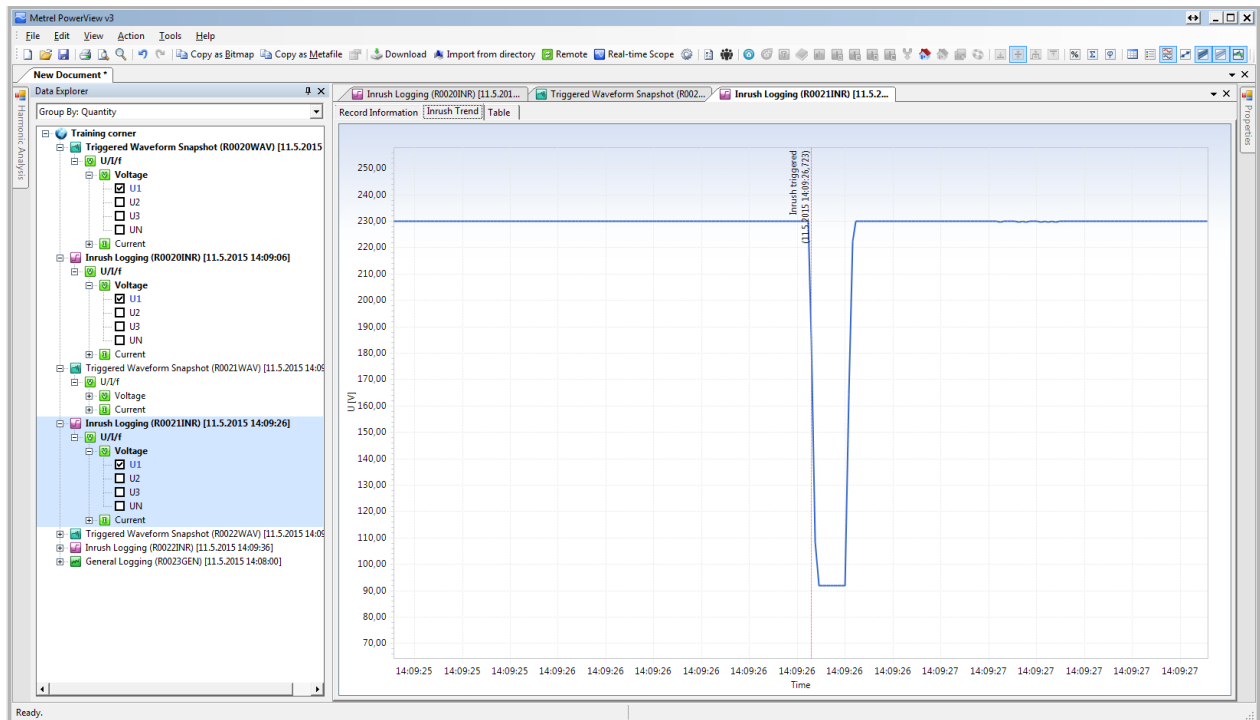 Metrel PowerView v3
File Edit View Action Tools Help
Copy as Bitmap Copy as Metafile Download Import from directory Remote Real-time Scope
New Document *
Harmonic Analysis
Data Explorer
Group By: Quantity
Training corner
Triggered Waveform Snapshot (R0020WAV) [11.5.2015
U/I/f
Voltage
U1
U2
U3
UN
Current
Inrush Logging (R0020INR) [11.5.2015 14:09:06]
U/I/f
Voltage
U1
U2
U3
UN
Current
Triggered Waveform Snapshot (R0021WAV) [11.5.2015 14:09
U/I/f
Voltage
Current
Inrush Logging (R0021INR) [11.5.2015 14:09:26]
U/I/f
Voltage
U1
U2
U3
UN
Current
Triggered Waveform Snapshot (R0022WAV) [11.5.2015 14:09
Inrush Logging (R0022INR) [11.5.2015 14:09:36]
General Logging (R0023GEN) [11.5.2015 14:08:00]
Inrush Logging (R0020INR) [11.5.201... Triggered Waveform Snapshot (R002... Inrush Logging (R0021INR) [11.5.2...
Record Information Inrush Trend Table
Properties
Inrush triggered
(11.5.2015 14:09:26,723)
250,00
240,00
230,00
220,00
210,00
200,00
190,00
180,00
170,00
160,00
150,00
140,00
130,00
120,00
110,00
100,00
90,00
80,00
70,00
U [V]
14:09:25 14:09:25 14:09:25 14:09:26 14:09:26 14:09:26 14:09:26 14:09:26 14:09:26 14:09:26 14:09:26 14:09:27 14:09:27 14:09:27 14:09:27 14:09:27 14:09:27
Time
Ready.